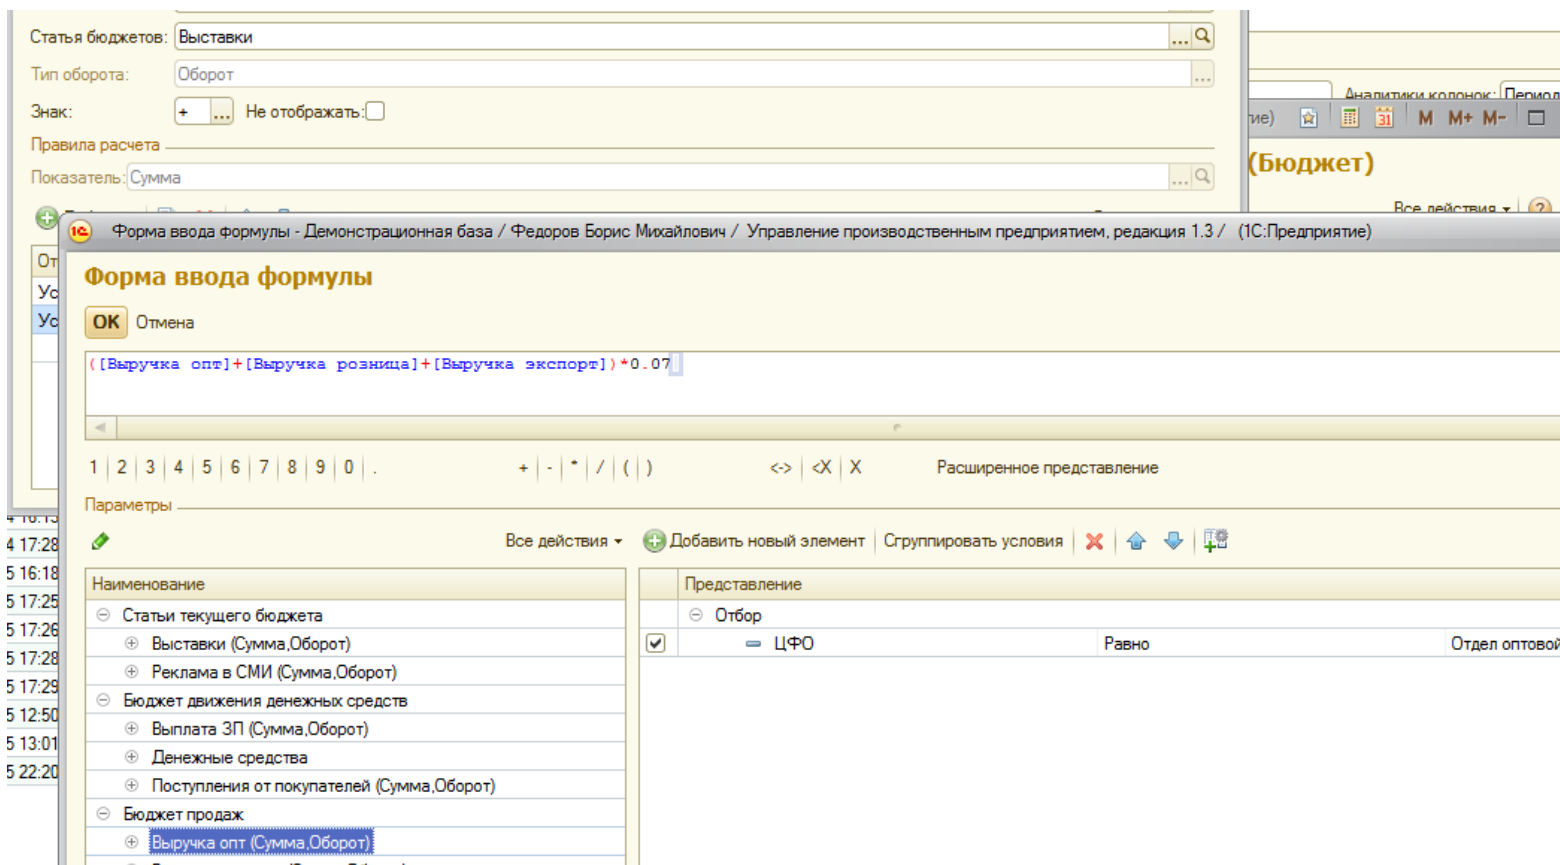 Статья бюджетов: Выставки ...
Тип оборота: Оборот ...
Аналитики колонок: Период
Знак: + ... Не отображать:
ие) 31 M M+ M-
Правила расчета
(Бюджет)
Показатель: Сумма ...
Все действия
Форма ввода формулы - Демонстрационная база / Федоров Борис Михайлович / Управление производственным предприятием, редакция 1.3 / (1С:Предприятие)
От
Форма ввода формулы
Ус
Ус
OK Отмена
([Выручка опт]+[Выручка розница]+[Выручка экспорт])*0.07
1 2 3 4 5 6 7 8 9 0 . + - * / ( ) <-> <X X Расширенное представление
Параметры
4 17:28
Все действия Добавить новый элемент Сгруппировать условия
5 16:18
Наименование Представление
5 17:25
Статьи текущего бюджета Отбор
5 17:26
Выставки (Сумма,Оборот) ЦФО Равно Отдел оптовой
5 17:28
Реклама в СМИ (Сумма,Оборот)
5 17:29
Бюджет движения денежных средств
5 12:50
Выплата ЗП (Сумма,Оборот)
5 13:01
Денежные средства
5 22:20
Поступления от покупателей (Сумма,Оборот)
Бюджет продаж
Выручка опт (Сумма,Оборот)